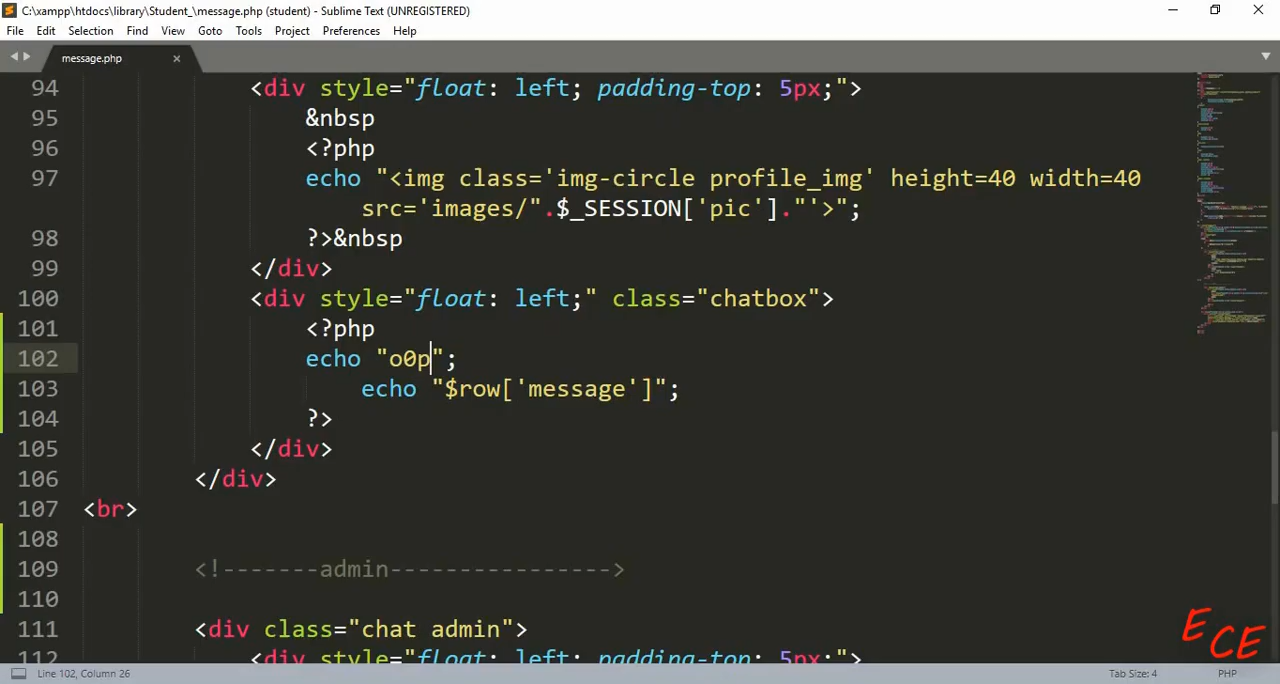 C:\xampp\htdocs\library\Student_\message.php (student) - Sublime Text (UNREGISTERED)
File Edit Selection Find View Goto Tools Project Preferences Help
message.php
94 <div style="float: left; padding-top: 5px;">
95 &nbsp
96 <?php
97 echo "<img class='img-circle profile_img' height=40 width=40
src='images/".$_SESSION['pic']."'>";
98 ?>&nbsp
99 </div>
100 <div style="float: left;" class="chatbox">
101 <?php
102 echo "o0p";
103 echo "$row['message']";
104 ?>
105 </div>
106 </div>
107 <br>
108
109 <!-------admin---------------->
110
111 <div class="chat admin">
112 <div style="float: left; padding-top: 5px;">
E
CE
Line 102, Column 26 Tab Size: 4 PHP